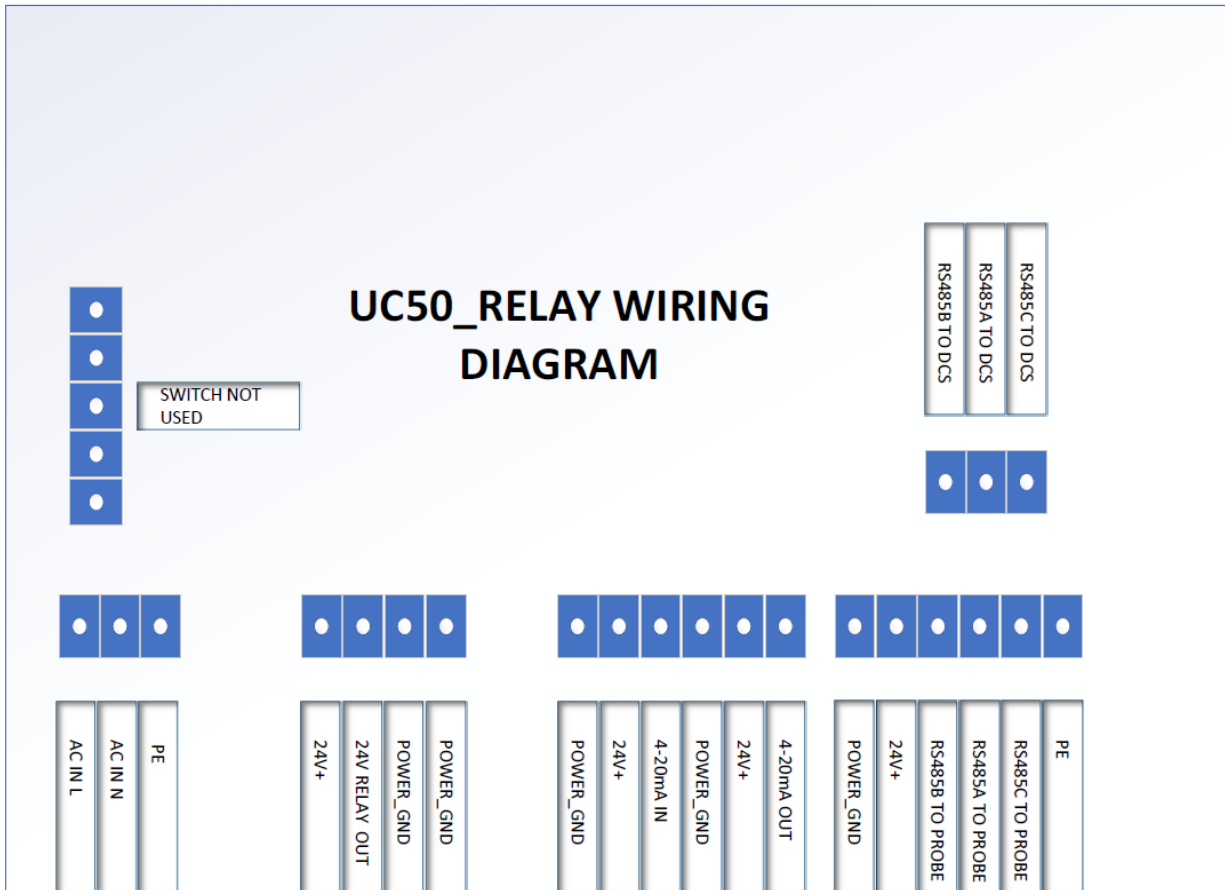 UC50_RELAY WIRING
DIAGRAM
SWITCH NOT
USED
RS485B TO DCS
RS485A TO DCS
RS485C TO DCS
AC IN L
AC IN N
PE
24V+
24V RELAY OUT
POWER_GND
POWER_GND
POWER_GND
24V+
4-20mA IN
POWER_GND
24V+
4-20mA OUT
POWER_GND
24V+
RS485B TO PROBE
RS485A TO PROBE
RS485C TO PROBE
PE